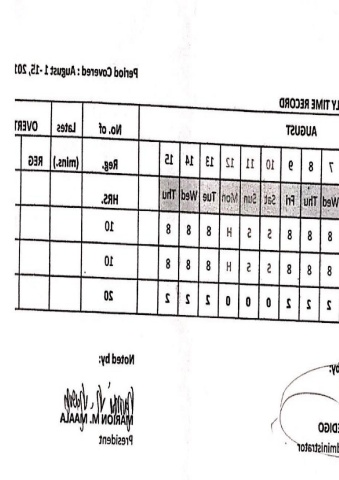 Period Covered : August 1-15, 201
LY TIME RECORD
AUGUST No. of Lates OVERT
7 8 9 10 11 12 13 14 15 Reg. (mins.) REG
Wed Thu Fri Sat Sun Mon Tue Wed Thu HRS.
8 8 8 S S H 8 8 8 10
8 8 8 S S H 8 8 8 10
2 2 2 0 0 0 2 2 2 20
by: Noted by:
EDIGO MARION M. MAALA
dministrator President